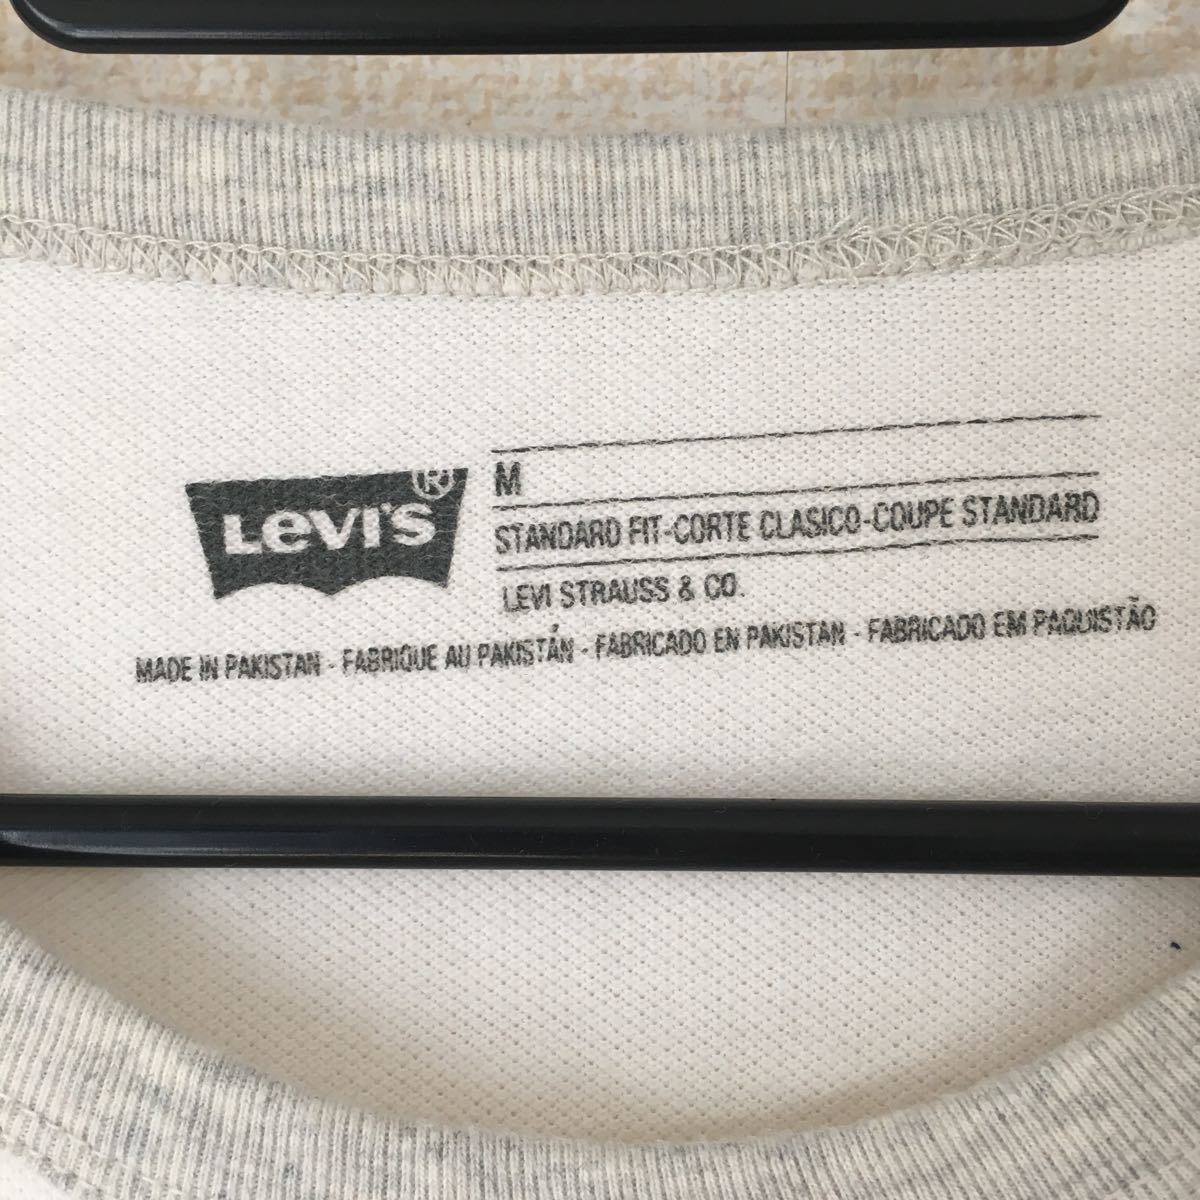 LEVI'S ®
M
STANDARD FIT-CORTE CLASICO-COUPE STANDARD
LEVI STRAUSS & CO.
MADE IN PAKISTAN - FABRIQUE AU PAKISTÁN - FABRICADO EN PAKISTAN - FABRICADO EM PAQUISTÃO